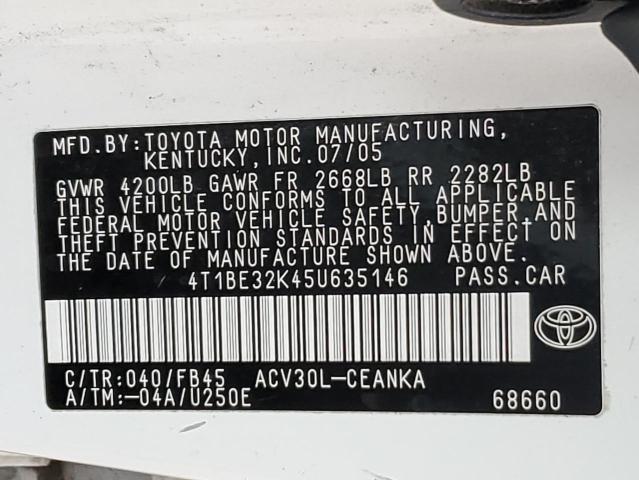 MFD.BY:TOYOTA MOTOR MANUFACTURING,
KENTUCKY,INC.07/05
GVWR 4200LB GAWR FR 2668LB RR 2282LB
THIS VEHICLE CONFORMS TO ALL APPLICABLE
FEDERAL MOTOR VEHICLE SAFETY,BUMPER,AND
THEFT PREVENTION STANDARDS IN EFFECT ON
THE DATE OF MANUFACTURE SHOWN ABOVE.
4T1BE32K45U635146 PASS.CAR
C/TR:040/FB45 ACV30L-CEANKA
A/TM:-04A/U250E 68660